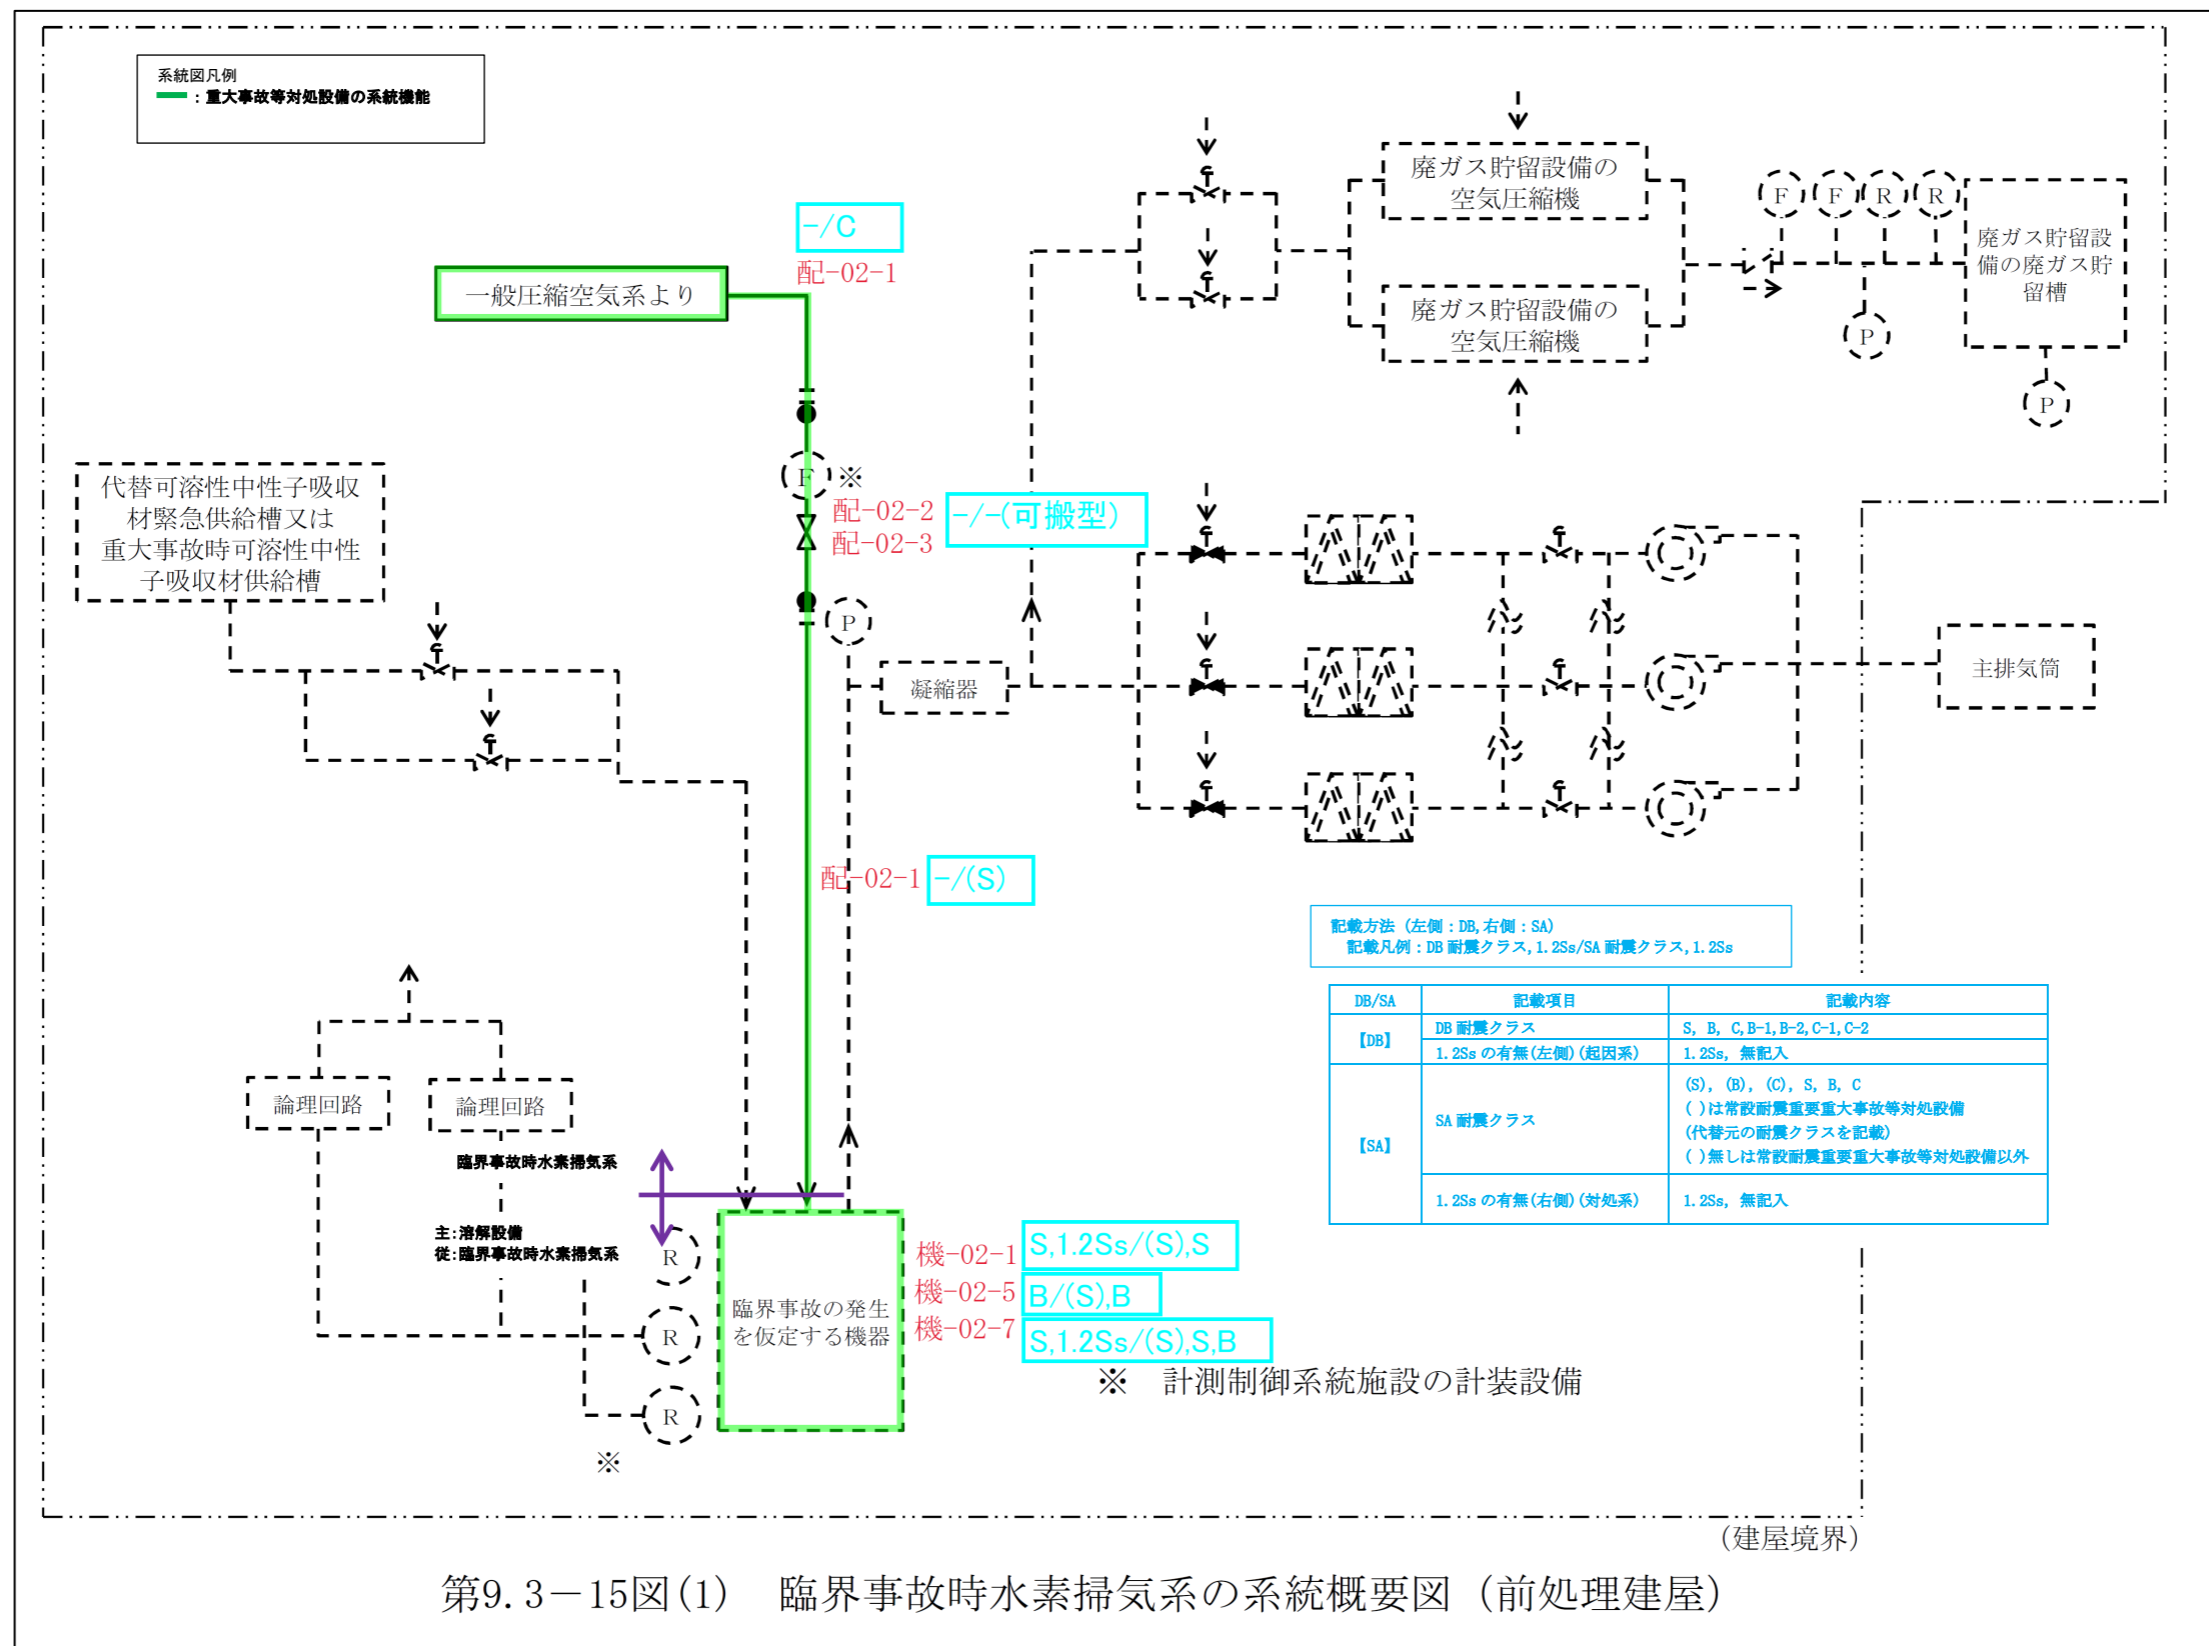 系統図凡例
：重大事故等対処設備の系統機能
-/C
配-02-1
一般圧縮空気系より
廃ガス貯留設備の
空気圧縮機
廃ガス貯留設備の
空気圧縮機
F
F
R
R
P
P
廃ガス貯留設
備の廃ガス貯
留槽
代替可溶性中性子吸収
材緊急供給槽又は
重大事故時可溶性中性
子吸収材供給槽
F
※
配-02-2
配-02-3
-/-(可搬型)
P
凝縮器
主排気筒
配-02-1
-/(S)
記載方法（左側：DB,右側：SA）
記載凡例：DB 耐震クラス,1.2Ss/SA 耐震クラス,1.2Ss
DB/SA 記載項目 記載内容
【DB】 DB 耐震クラス S, B, C,B-1,B-2,C-1,C-2
1.2Ss の有無(左側)(起因系) 1.2Ss, 無記入
【SA】 SA 耐震クラス (S), (B), (C), S, B, C
( )は常設耐震重要重大事故等対処設備
(代替元の耐震クラスを記載)
( )無しは常設耐震重要重大事故等対処設備以外
1.2Ss の有無(右側)(対処系) 1.2Ss, 無記入
論理回路
論理回路
臨界事故時水素掃気系
主：溶解設備
従：臨界事故時水素掃気系
R
R
R
※
臨界事故の発生
を仮定する機器
機-02-1 S,1.2Ss/(S),S
機-02-5 B/(S),B
機-02-7 S,1.2Ss/(S),S,B
※　計測制御系統施設の計装設備
（建屋境界）
第9.3－15図(1)　臨界事故時水素掃気系の系統概要図（前処理建屋）